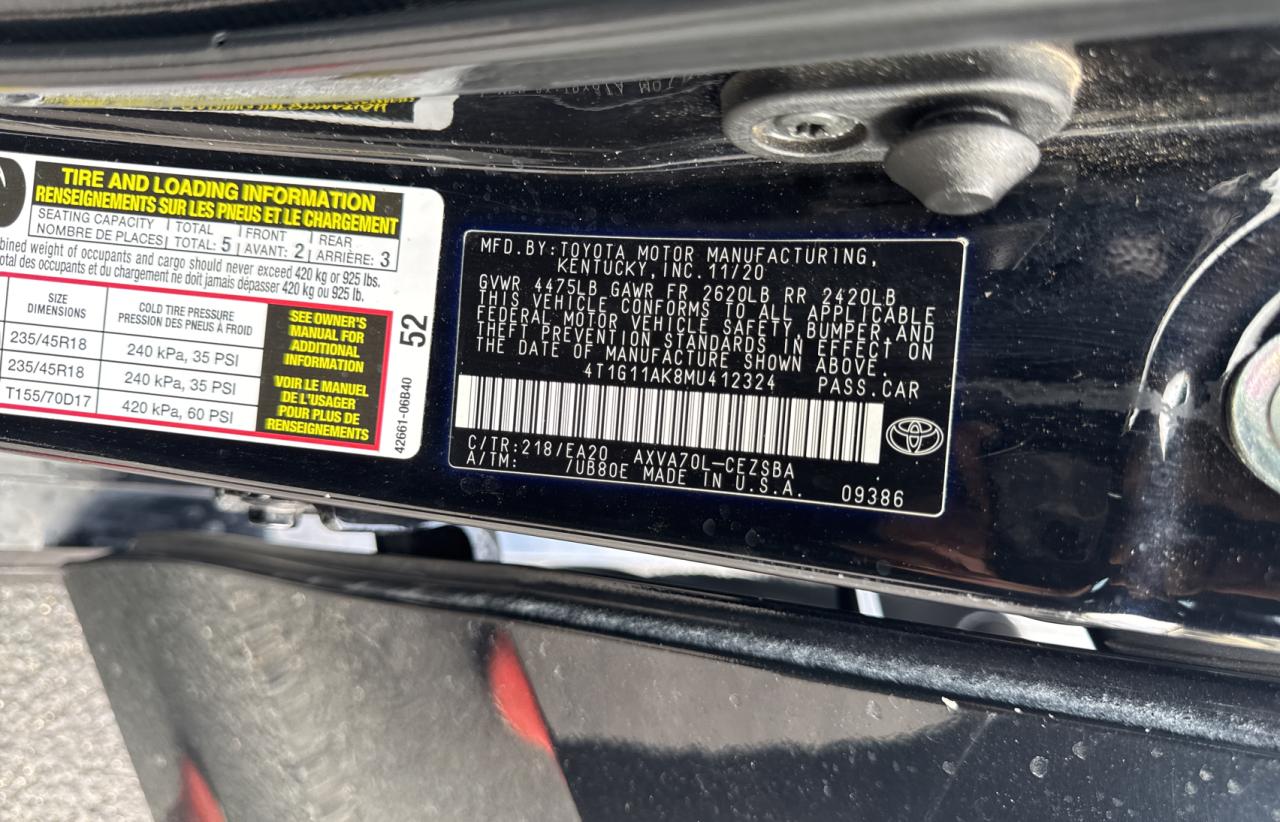 TIRE AND LOADING INFORMATION
RENSEIGNEMENTS SUR LES PNEUS ET LE CHARGEMENT
SEATING CAPACITY TOTAL FRONT REAR
NOMBRE DE PLACES TOTAL: 5 AVANT: 2 ARRIÈRE: 3
weight of occupants and cargo should never exceed 420 kg or 925 lbs.
total des occupants et du chargement ne doit jamais dépasser 420 kg ou 925 lb.
SIZE
DIMENSIONS
COLD TIRE PRESSURE
PRESSION DES PNEUS À FROID
235/45R18 240 kPa, 35 PSI
235/45R18 240 kPa, 35 PSI
T155/70D17 420 kPa, 60 PSI
SEE OWNER'S
MANUAL FOR
ADDITIONAL
INFORMATION
VOIR LE MANUEL
DE L'USAGER
POUR PLUS DE
RENSEIGNEMENTS
52
42661-06B40
MFD. BY: TOYOTA MOTOR MANUFACTURING,
KENTUCKY, INC. 11/20
GVWR 4475LB GAWR FR 2620LB RR 2420LB
THIS VEHICLE CONFORMS TO ALL APPLICABLE
FEDERAL MOTOR VEHICLE SAFETY, BUMPER AND
THEFT PREVENTION STANDARDS IN EFFECT ON
THE DATE OF MANUFACTURE SHOWN ABOVE.
4T1G11AK8MU412324 PASS.CAR
C/TR:218/EA20 AXVA70L-CEZSBA
A/TM: /UB80E MADE IN U.S.A. 09386